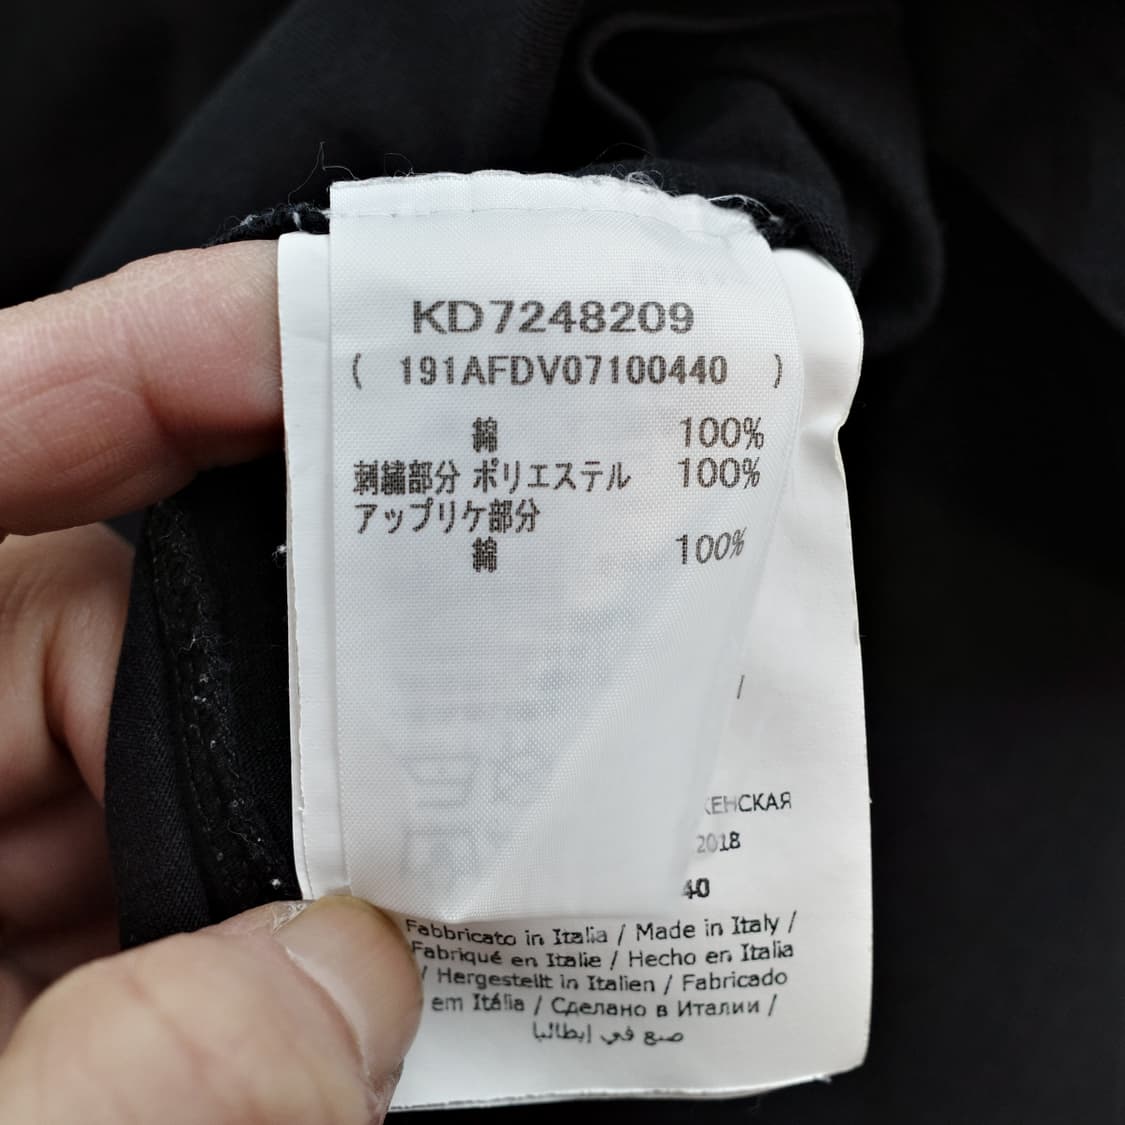 KD7248209
( 191AFDV07100440 )
綿 100%
刺繍部分 ポリエステル 100%
アップリケ部分
綿 100%
/
ЖЕНСКАЯ
2018
40
Fabbricato in Italia / Made in Italy /
Fabriqué en Italie / Hecho en Italia
/ Hergestellt in Italien / Fabricado
em Itália / Сделано в Италии /
صنع في إيطاليا